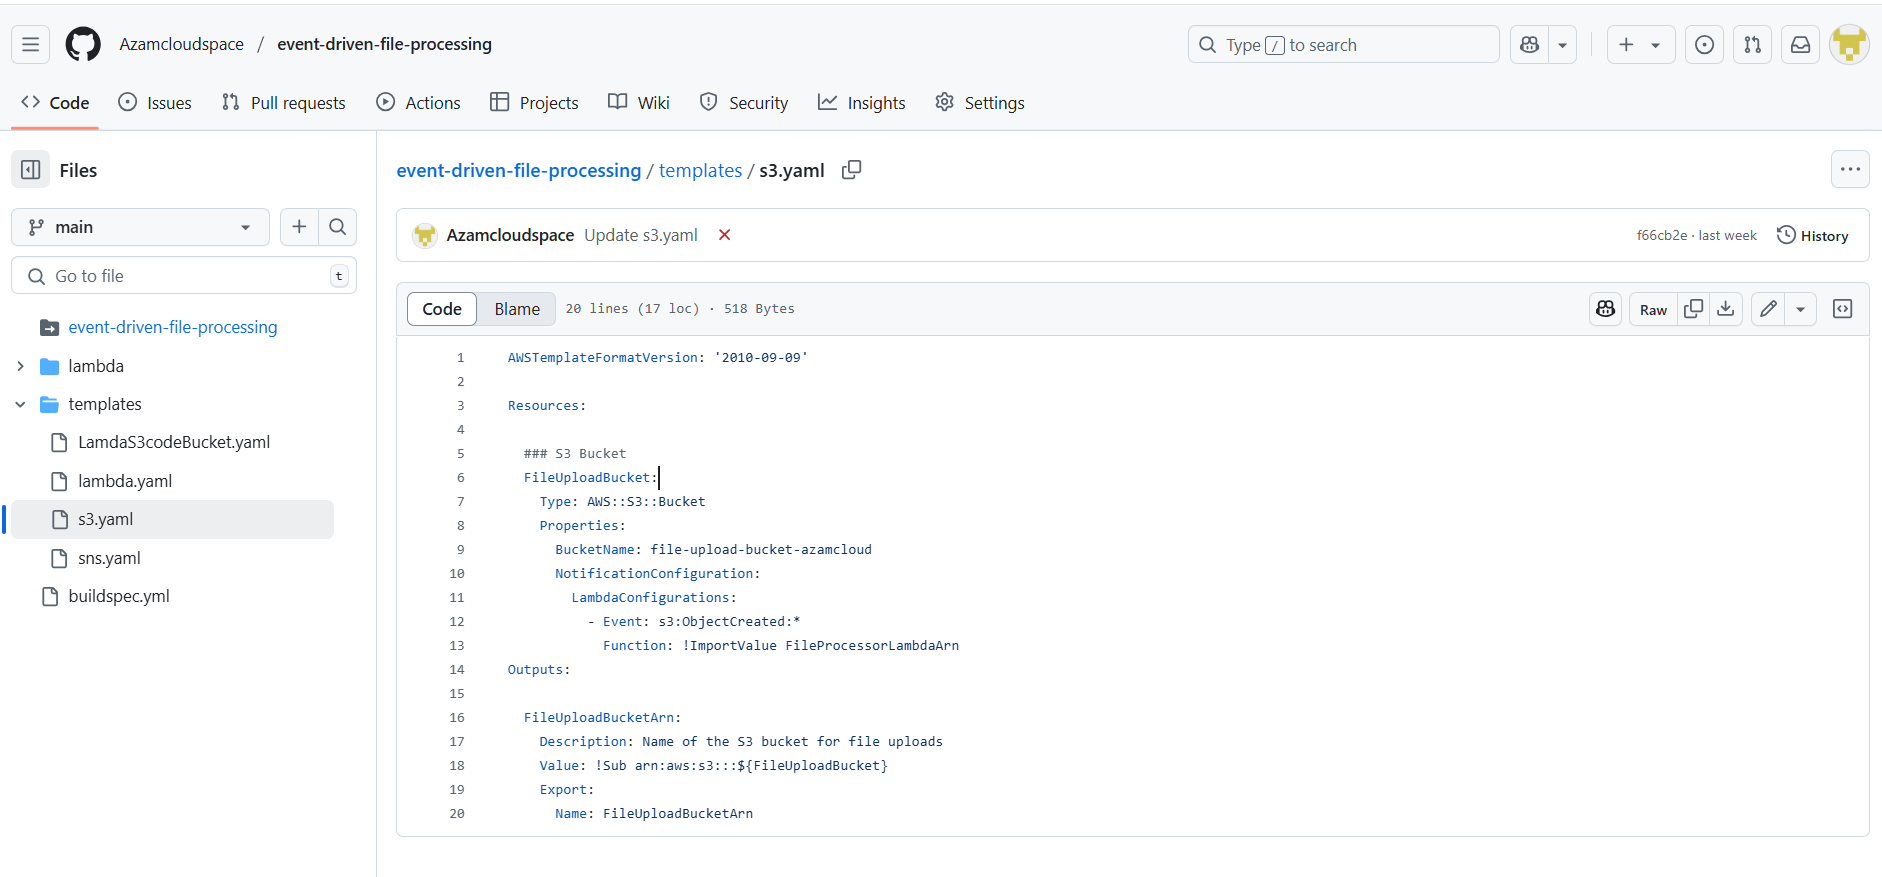 Azamcloudspace / event-driven-file-processing
Type / to search
Code
Issues
Pull requests
Actions
Projects
Wiki
Security
Insights
Settings
Files
main
Go to file
t
event-driven-file-processing
lambda
templates
LamdaS3codeBucket.yaml
lambda.yaml
s3.yaml
sns.yaml
buildspec.yml
event-driven-file-processing / templates / s3.yaml
Azamcloudspace Update s3.yaml
f66cb2e · last week
History
Code
Blame
20 lines (17 loc) · 518 Bytes
Raw
1 AWSTemplateFormatVersion: '2010-09-09'
2
3 Resources:
4
5 ### S3 Bucket
6 FileUploadBucket:
7 Type: AWS::S3::Bucket
8 Properties:
9 BucketName: file-upload-bucket-azamcloud
10 NotificationConfiguration:
11 LambdaConfigurations:
12 - Event: s3:ObjectCreated:*
13 Function: !ImportValue FileProcessorLambdaArn
14 Outputs:
15
16 FileUploadBucketArn:
17 Description: Name of the S3 bucket for file uploads
18 Value: !Sub arn:aws:s3:::${FileUploadBucket}
19 Export:
20 Name: FileUploadBucketArn